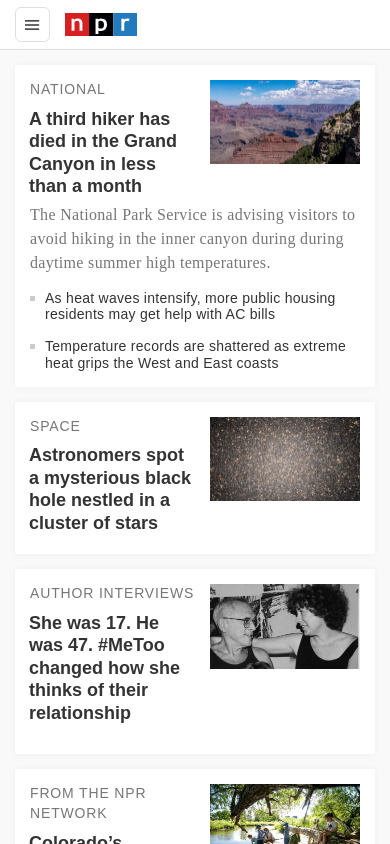 npr
NATIONAL
A third hiker has
died in the Grand
Canyon in less
than a month
The National Park Service is advising visitors to
avoid hiking in the inner canyon during during
daytime summer high temperatures.
As heat waves intensify, more public housing
residents may get help with AC bills
Temperature records are shattered as extreme
heat grips the West and East coasts
SPACE
Astronomers spot
a mysterious black
hole nestled in a
cluster of stars
AUTHOR INTERVIEWS
She was 17. He
was 47. #MeToo
changed how she
thinks of their
relationship
FROM THE NPR
NETWORK
Colorado's